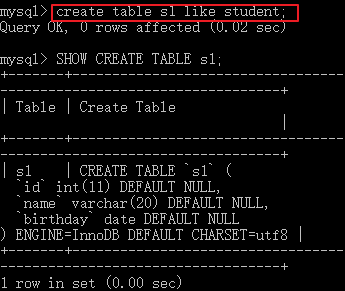 mysql> create table s1 like student;
Query OK, 0 rows affected (0.02 sec)
mysql> SHOW CREATE TABLE s1;
+-------+-----------------------------------
--------------------------------+
| Table | Create Table
|
+-------+-----------------------------------
--------------------------------+
| s1    | CREATE TABLE `s1` (
`id` int(11) DEFAULT NULL,
`name` varchar(20) DEFAULT NULL,
`birthday` date DEFAULT NULL
) ENGINE=InnoDB DEFAULT CHARSET=utf8 |
+-------+-----------------------------------
--------------------------------+
1 row in set (0.00 sec)